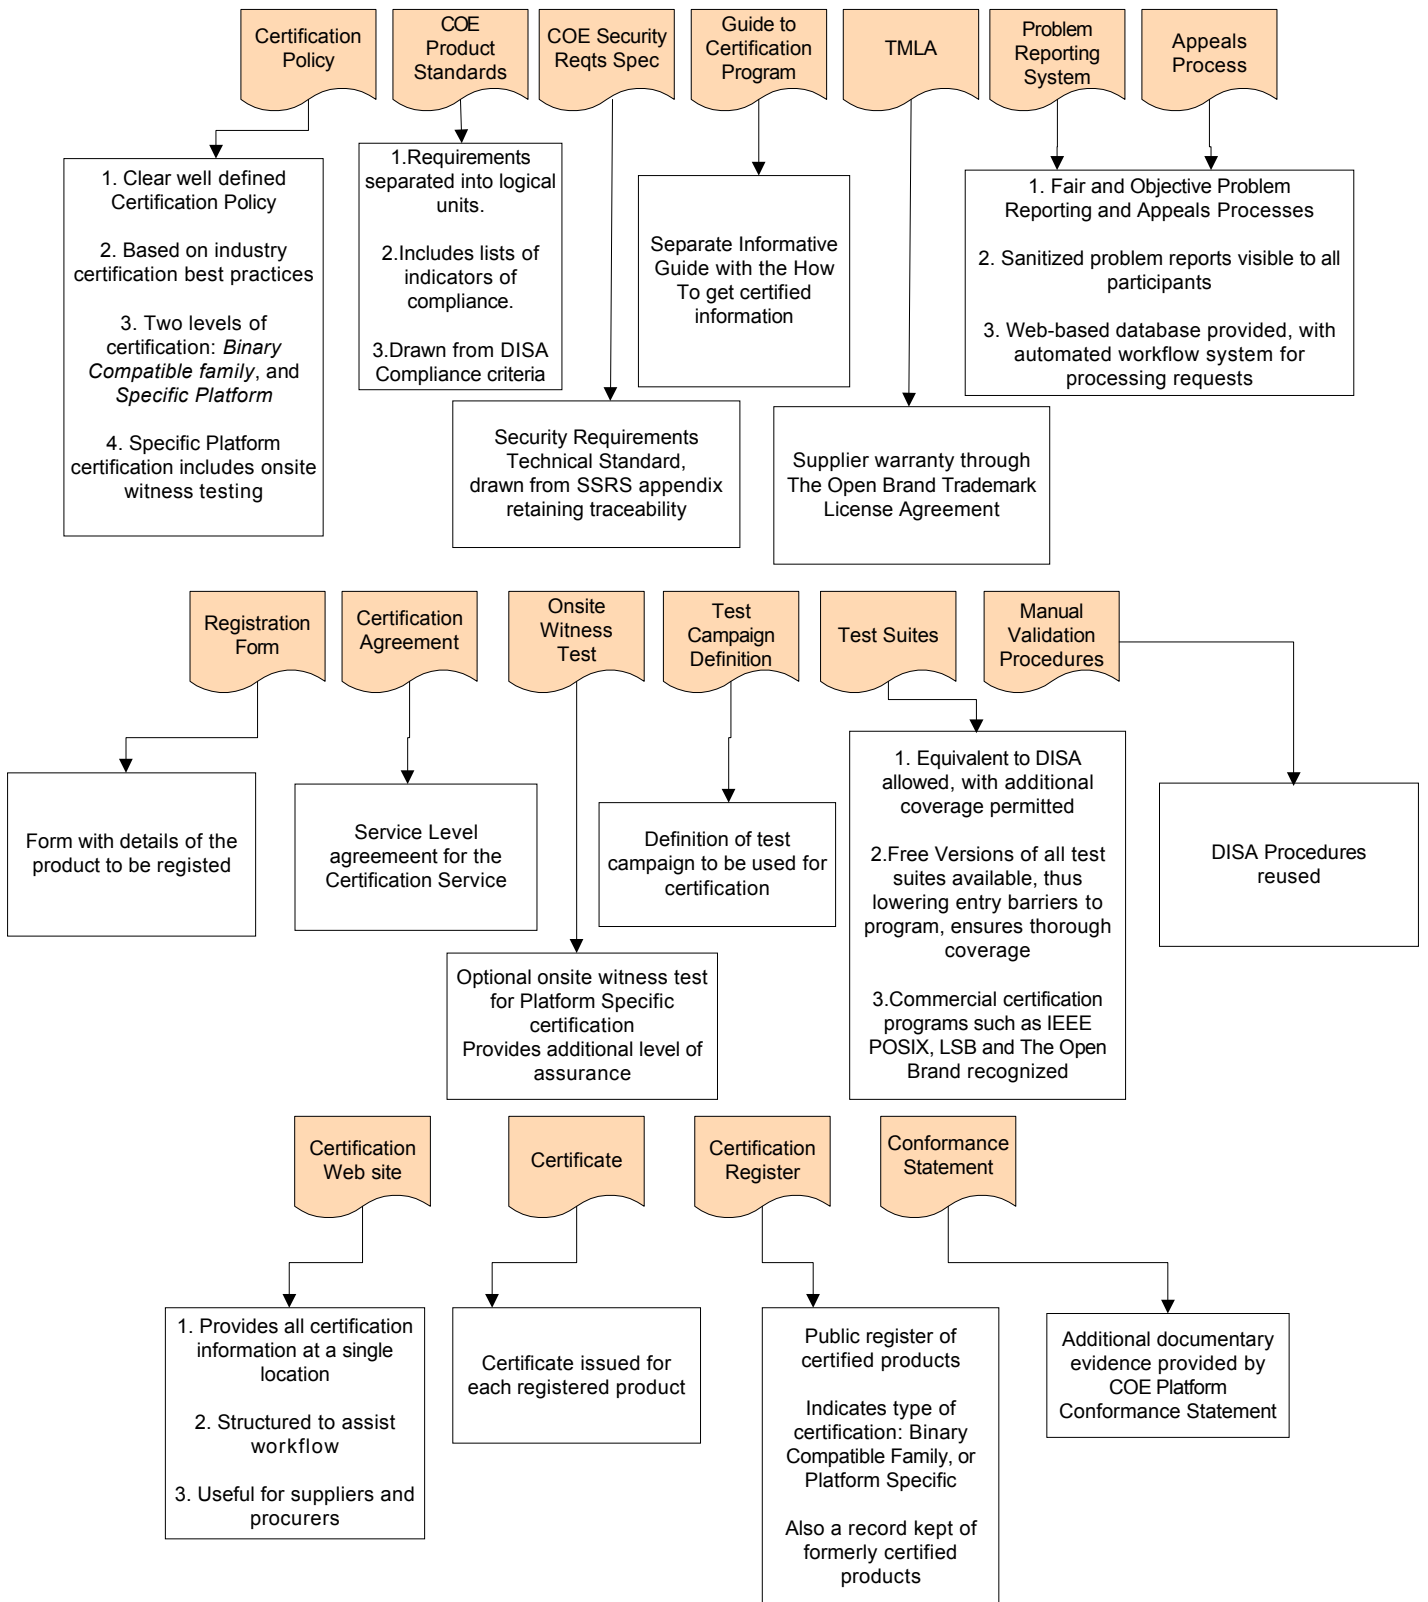 Certification
Policy
COE
Product
Standards
COE Security
Reqts Spec
Guide to
Certification
Program
TMLA
Problem
Reporting
System
Appeals
Process
1. Clear well defined
Certification Policy
2. Based on industry
certification best practices
3. Two levels of
certification: Binary
Compatible family, and
Specific Platform
4. Specific Platform
certification includes onsite
witness testing
1.Requirements
separated into logical
units.
2.Includes lists of
indicators of
compliance.
3.Drawn from DISA
Compliance criteria
Security Requirements
Technical Standard,
drawn from SSRS appendix
retaining traceability
Separate Informative
Guide with the How
To get certified
information
Supplier warranty through
The Open Brand Trademark
License Agreement
1. Fair and Objective Problem
Reporting and Appeals Processes
2. Sanitized problem reports visible to all
participants
3. Web-based database provided, with
automated workflow system for
processing requests
Registration
Form
Certification
Agreement
Onsite
Witness
Test
Test
Campaign
Definition
Test Suites
Manual
Validation
Procedures
Form with details of the
product to be registed
Service Level
agreemeent for the
Certification Service
Optional onsite witness test
for Platform Specific
certification
Provides additional level of
assurance
Definition of test
campaign to be used for
certification
1. Equivalent to DISA
allowed, with additional
coverage permitted
2.Free Versions of all test
suites available, thus
lowering entry barriers to
program, ensures thorough
coverage
3.Commercial certification
programs such as IEEE
POSIX, LSB and The Open
Brand recognized
DISA Procedures
reused
Certification
Web site
Certificate
Certification
Register
Conformance
Statement
1. Provides all certification
information at a single
location
2. Structured to assist
workflow
3. Useful for suppliers and
procurers
Certificate issued for
each registered product
Public register of
certified products
Indicates type of
certification: Binary
Compatible Family, or
Platform Specific
Also a record kept of
formerly certified
products
Additional documentary
evidence provided by
COE Platform
Conformance Statement